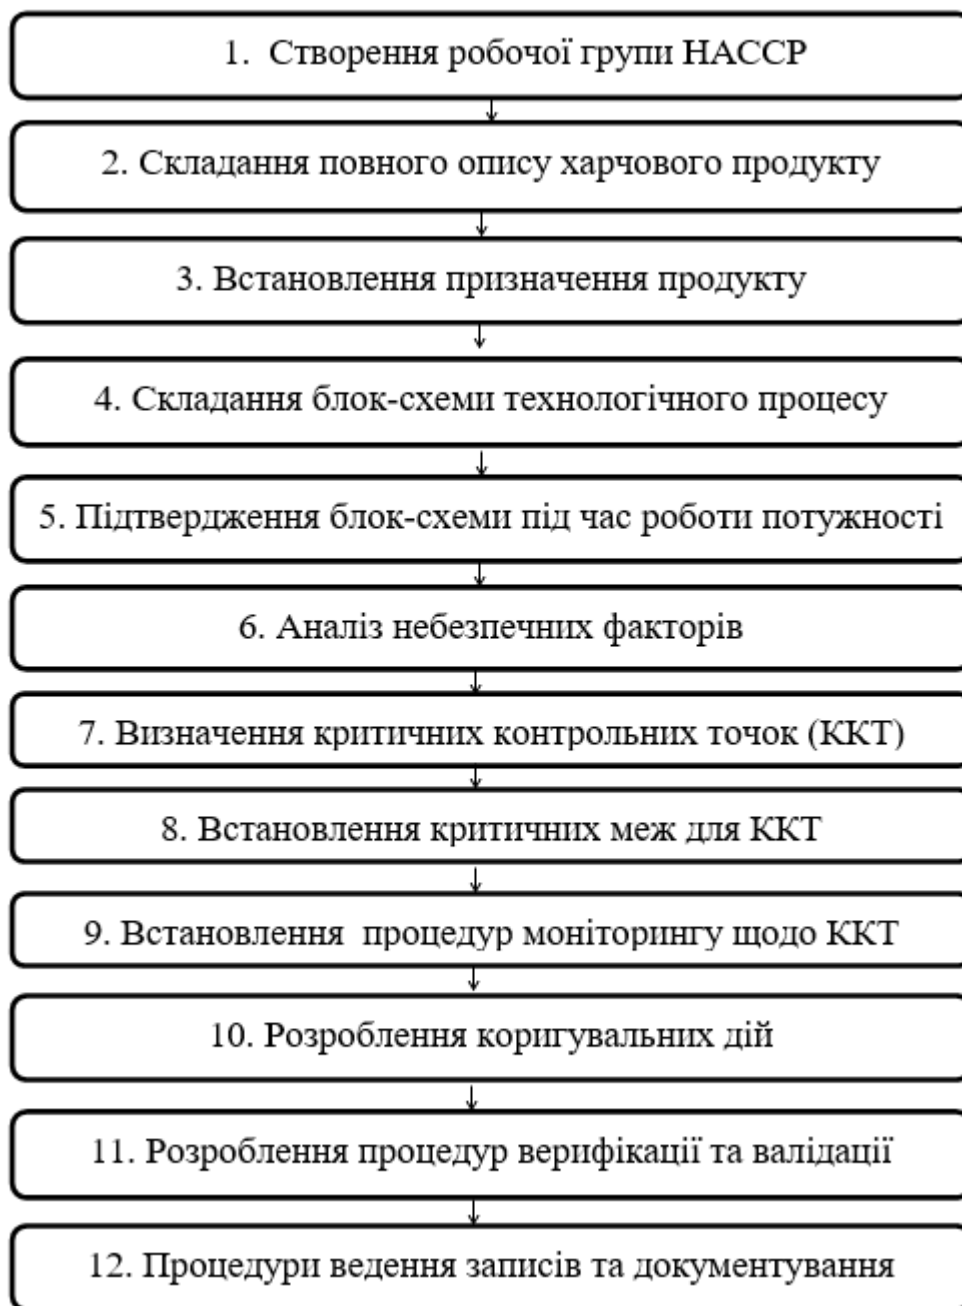 1. Створення робочої групи НАССР
2. Складання повного опису харчового продукту
3. Встановлення призначення продукту
4. Складання блок-схеми технологічного процесу
5. Підтвердження блок-схеми під час роботи потужності
6. Аналіз небезпечних факторів
7. Визначення критичних контрольних точок (ККТ)
8. Встановлення критичних меж для ККТ
9. Встановлення процедур моніторингу щодо ККТ
10. Розроблення коригувальних дій
11. Розроблення процедур верифікації та валідації
12. Процедури ведення записів та документування